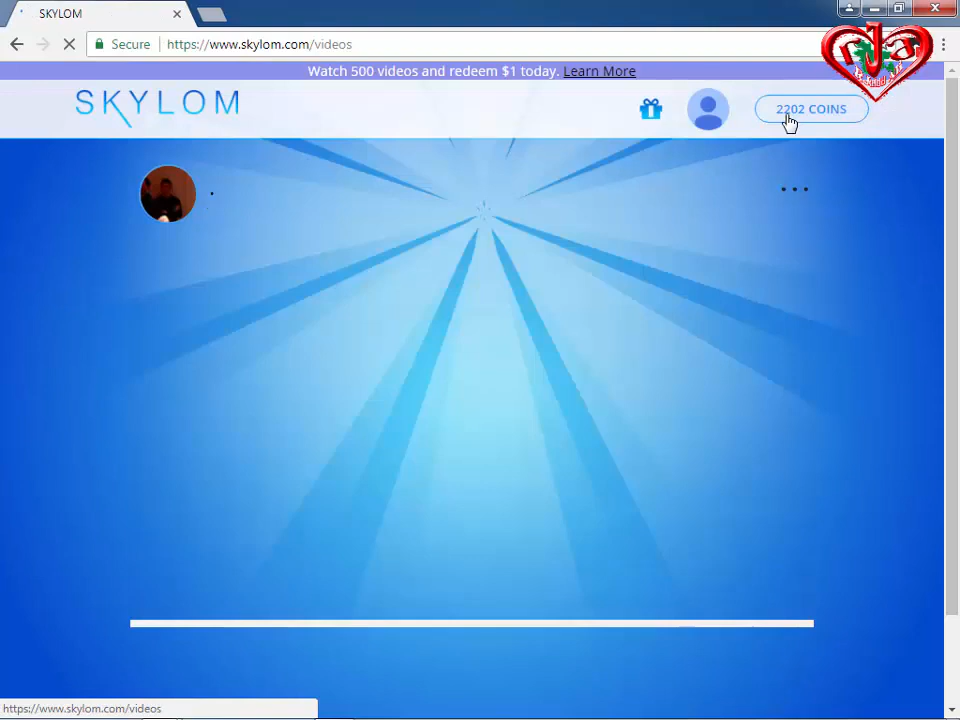 SKYLOM
Secure https://www.skylom.com/videos
Watch 500 videos and redeem $1 today. Learn More
SKYLOM
2202 COINS
https://www.skylom.com/videos